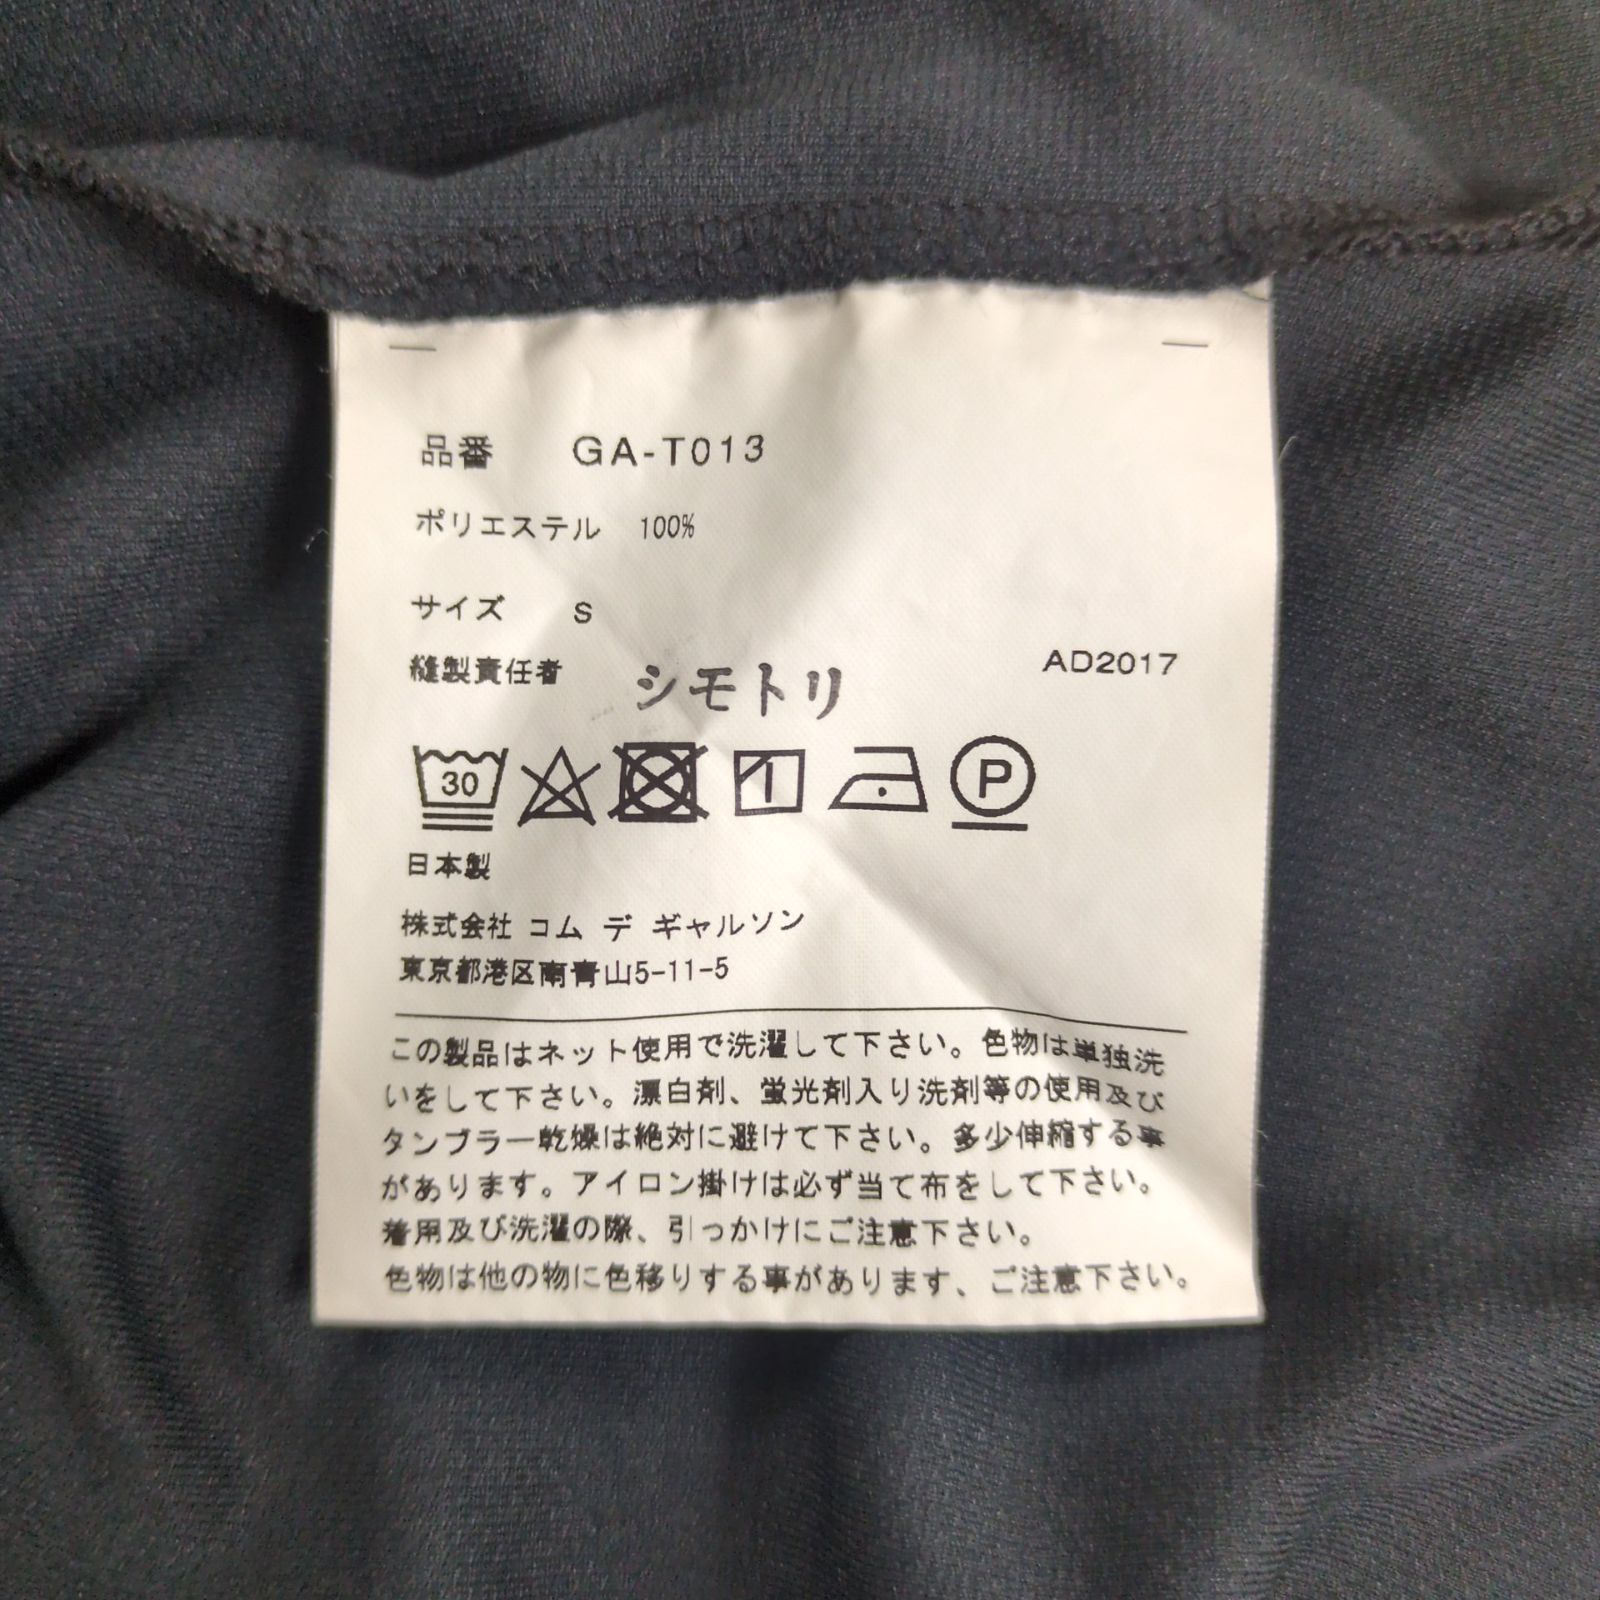 品番 GA-T013
ポリエステル 100%
サイズ S
縫製責任者 シモトリ AD2017
30 P
日本製
株式会社 コム デ ギャルソン
東京都港区南青山5-11-5
この製品はネット使用で洗濯して下さい。色物は単独洗
いをして下さい。漂白剤、蛍光剤入り洗剤等の使用及び
タンブラー乾燥は絶対に避けて下さい。多少伸縮する事
があります。アイロン掛けは必ず当て布をして下さい。
着用及び洗濯の際、引っかけにご注意下さい。
色物は他の物に色移りする事があります、ご注意下さい。